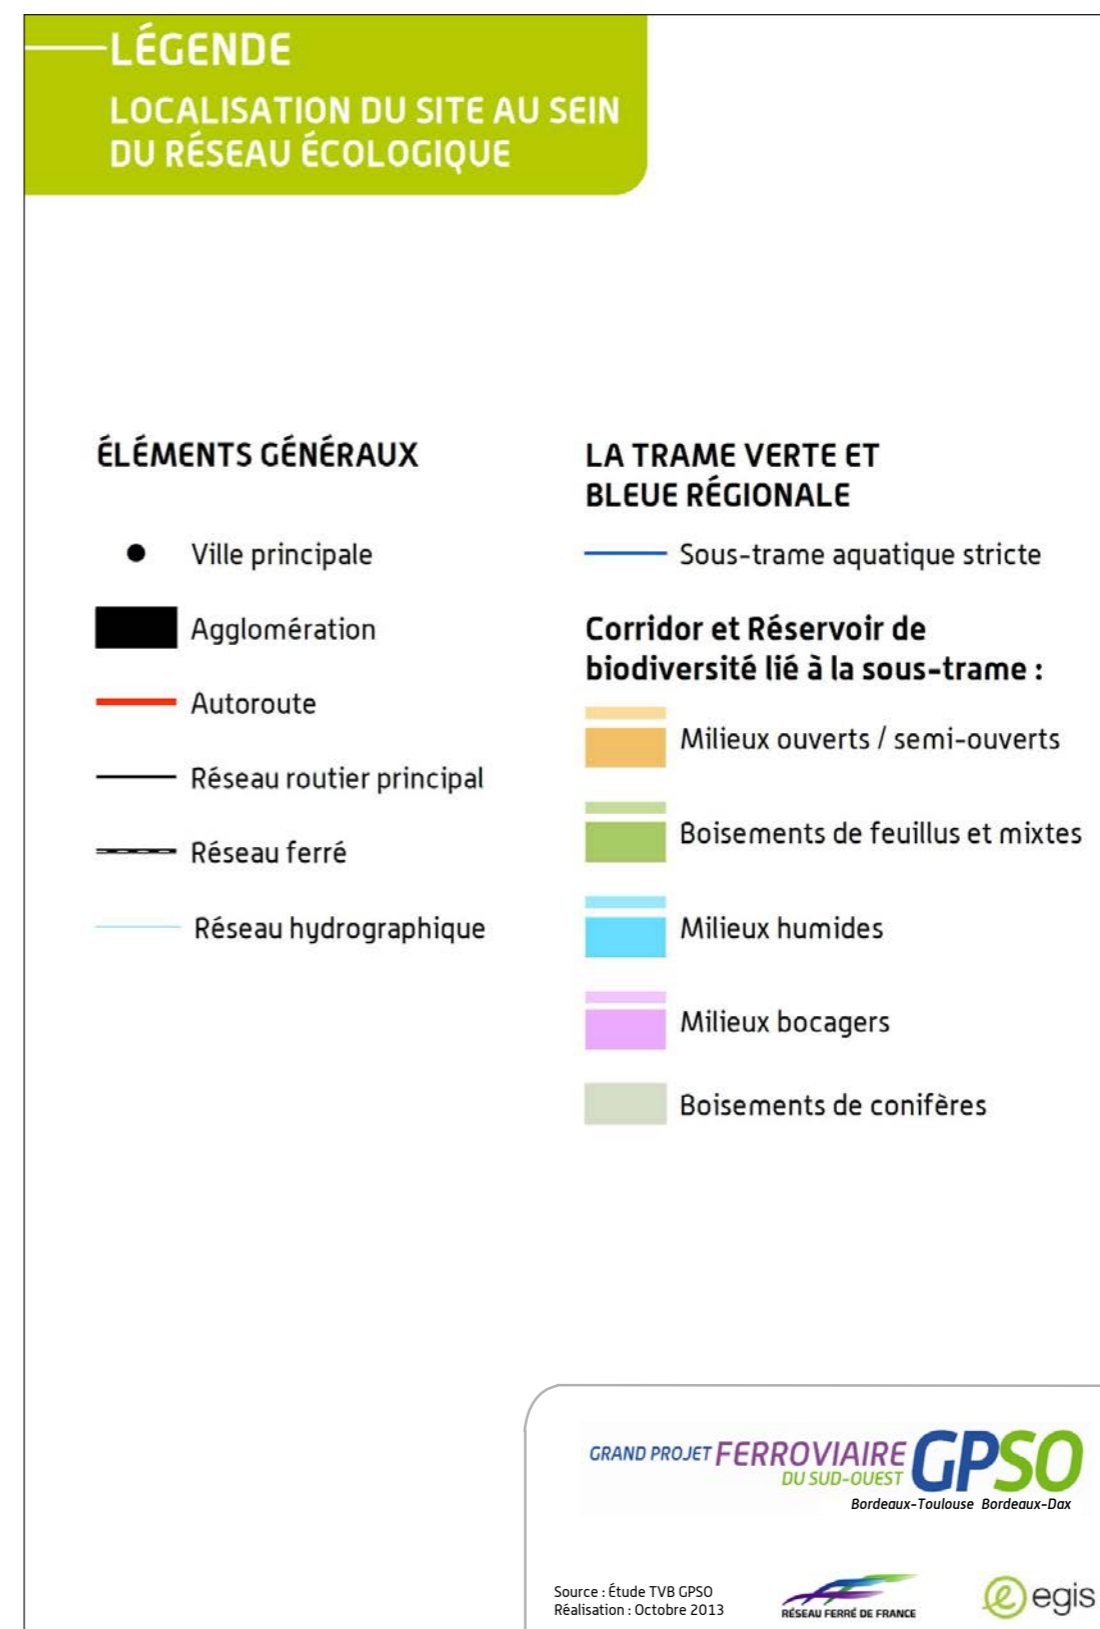 LÉGENDE
LOCALISATION DU SITE AU SEIN
DU RÉSEAU ÉCOLOGIQUE
ÉLÉMENTS GÉNÉRAUX
Ville principale
Agglomération
Autoroute
Réseau routier principal
Réseau ferré
Réseau hydrographique
LA TRAME VERTE ET
BLEUE RÉGIONALE
Sous-trame aquatique stricte
Corridor et Réservoir de
biodiversité lié à la sous-trame :
Milieux ouverts / semi-ouverts
Boisements de feuillus et mixtes
Milieux humides
Milieux bocagers
Boisements de conifères
GRAND PROJET FERROVIAIRE GPSO
DU SUD-OUEST
Bordeaux-Toulouse Bordeaux-Dax
Source : Étude TVB GPSO
Réalisation : Octobre 2013
RÉSEAU FERRÉ DE FRANCE
e egis